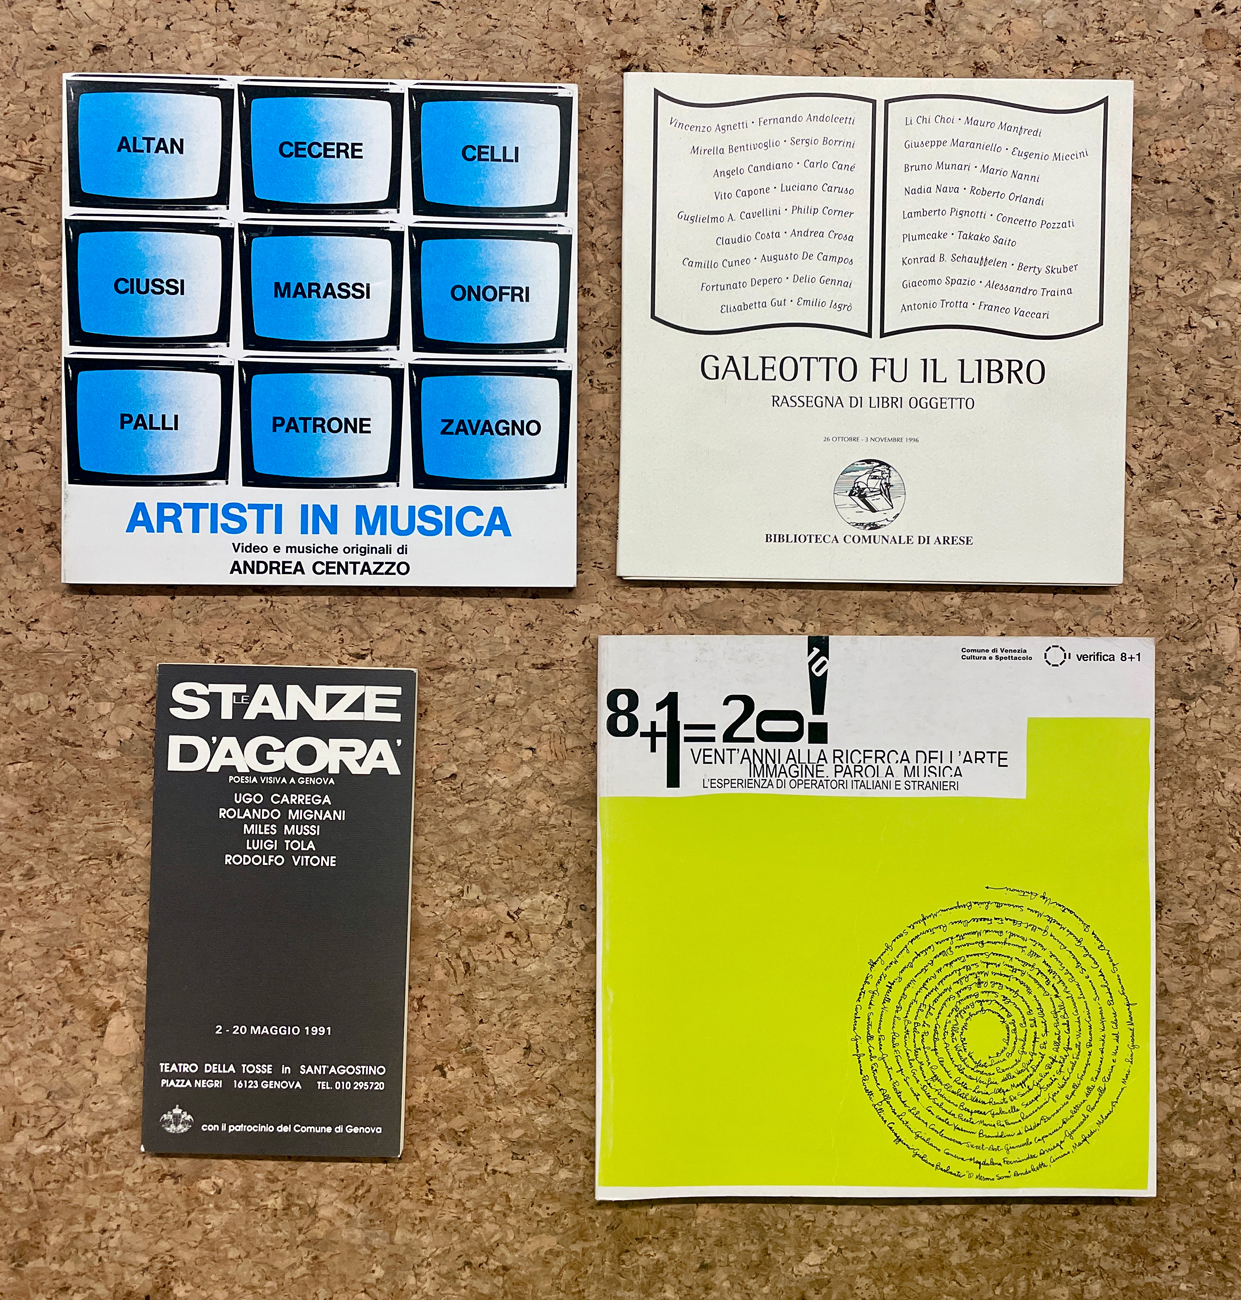 ALTAN
CECERE
CELLI
CIUSSI
MARASSI
ONOFRI
PALLI
PATRONE
ZAVAGNO
ARTISTI IN MUSICA
Video e musiche originali di
ANDREA CENTAZZO
Vincenzo Agnetti • Fernando Andolcetti
Mirella Bentivoglio • Sergio Borrini
Angelo Candiano • Carlo Cané
Vito Capone • Luciano Caruso
Guglielmo A. Cavellini • Philip Corner
Claudio Costa • Andrea Crosa
Camillo Cuneo • Augusto De Campos
Fortunato Depero • Delio Gennai
Elisabetta Gut • Emilio Isgrò
Li Chi Choi • Mauro Manfredi
Giuseppe Maraniello • Eugenio Miccini
Bruno Munari • Mario Nanni
Nadia Nava • Roberto Orlandi
Lamberto Pignotti • Concetto Pozzati
Plumcake • Takako Saito
Konrad B. Schauffelen • Berty Skuber
Giacomo Spazio • Alessandro Traina
Antonio Trotta • Franco Vaccari
GALEOTTO FU IL LIBRO
RASSEGNA DI LIBRI OGGETTO
26 OTTOBRE - 3 NOVEMBRE 1996
BIBLIOTECA COMUNALE DI ARESE
LE STANZE
D'AGORA'
POESIA VISIVA A GENOVA
UGO CARREGA
ROLANDO MIGNANI
MILES MUSSI
LUIGI TOLA
RODOLFO VITONE
2 - 20 MAGGIO 1991
TEATRO DELLA TOSSE in SANT'AGOSTINO
PIAZZA NEGRI 16123 GENOVA TEL. 010 295720
con il patrocinio del Comune di Genova
Comune di Venezia
Cultura e Spettacolo
verifica 8+1
10
8+1=20!
VENT'ANNI ALLA RICERCA DELL'ARTE
IMMAGINE, PAROLA, MUSICA
L'ESPERIENZA DI OPERATORI ITALIANI E STRANIERI